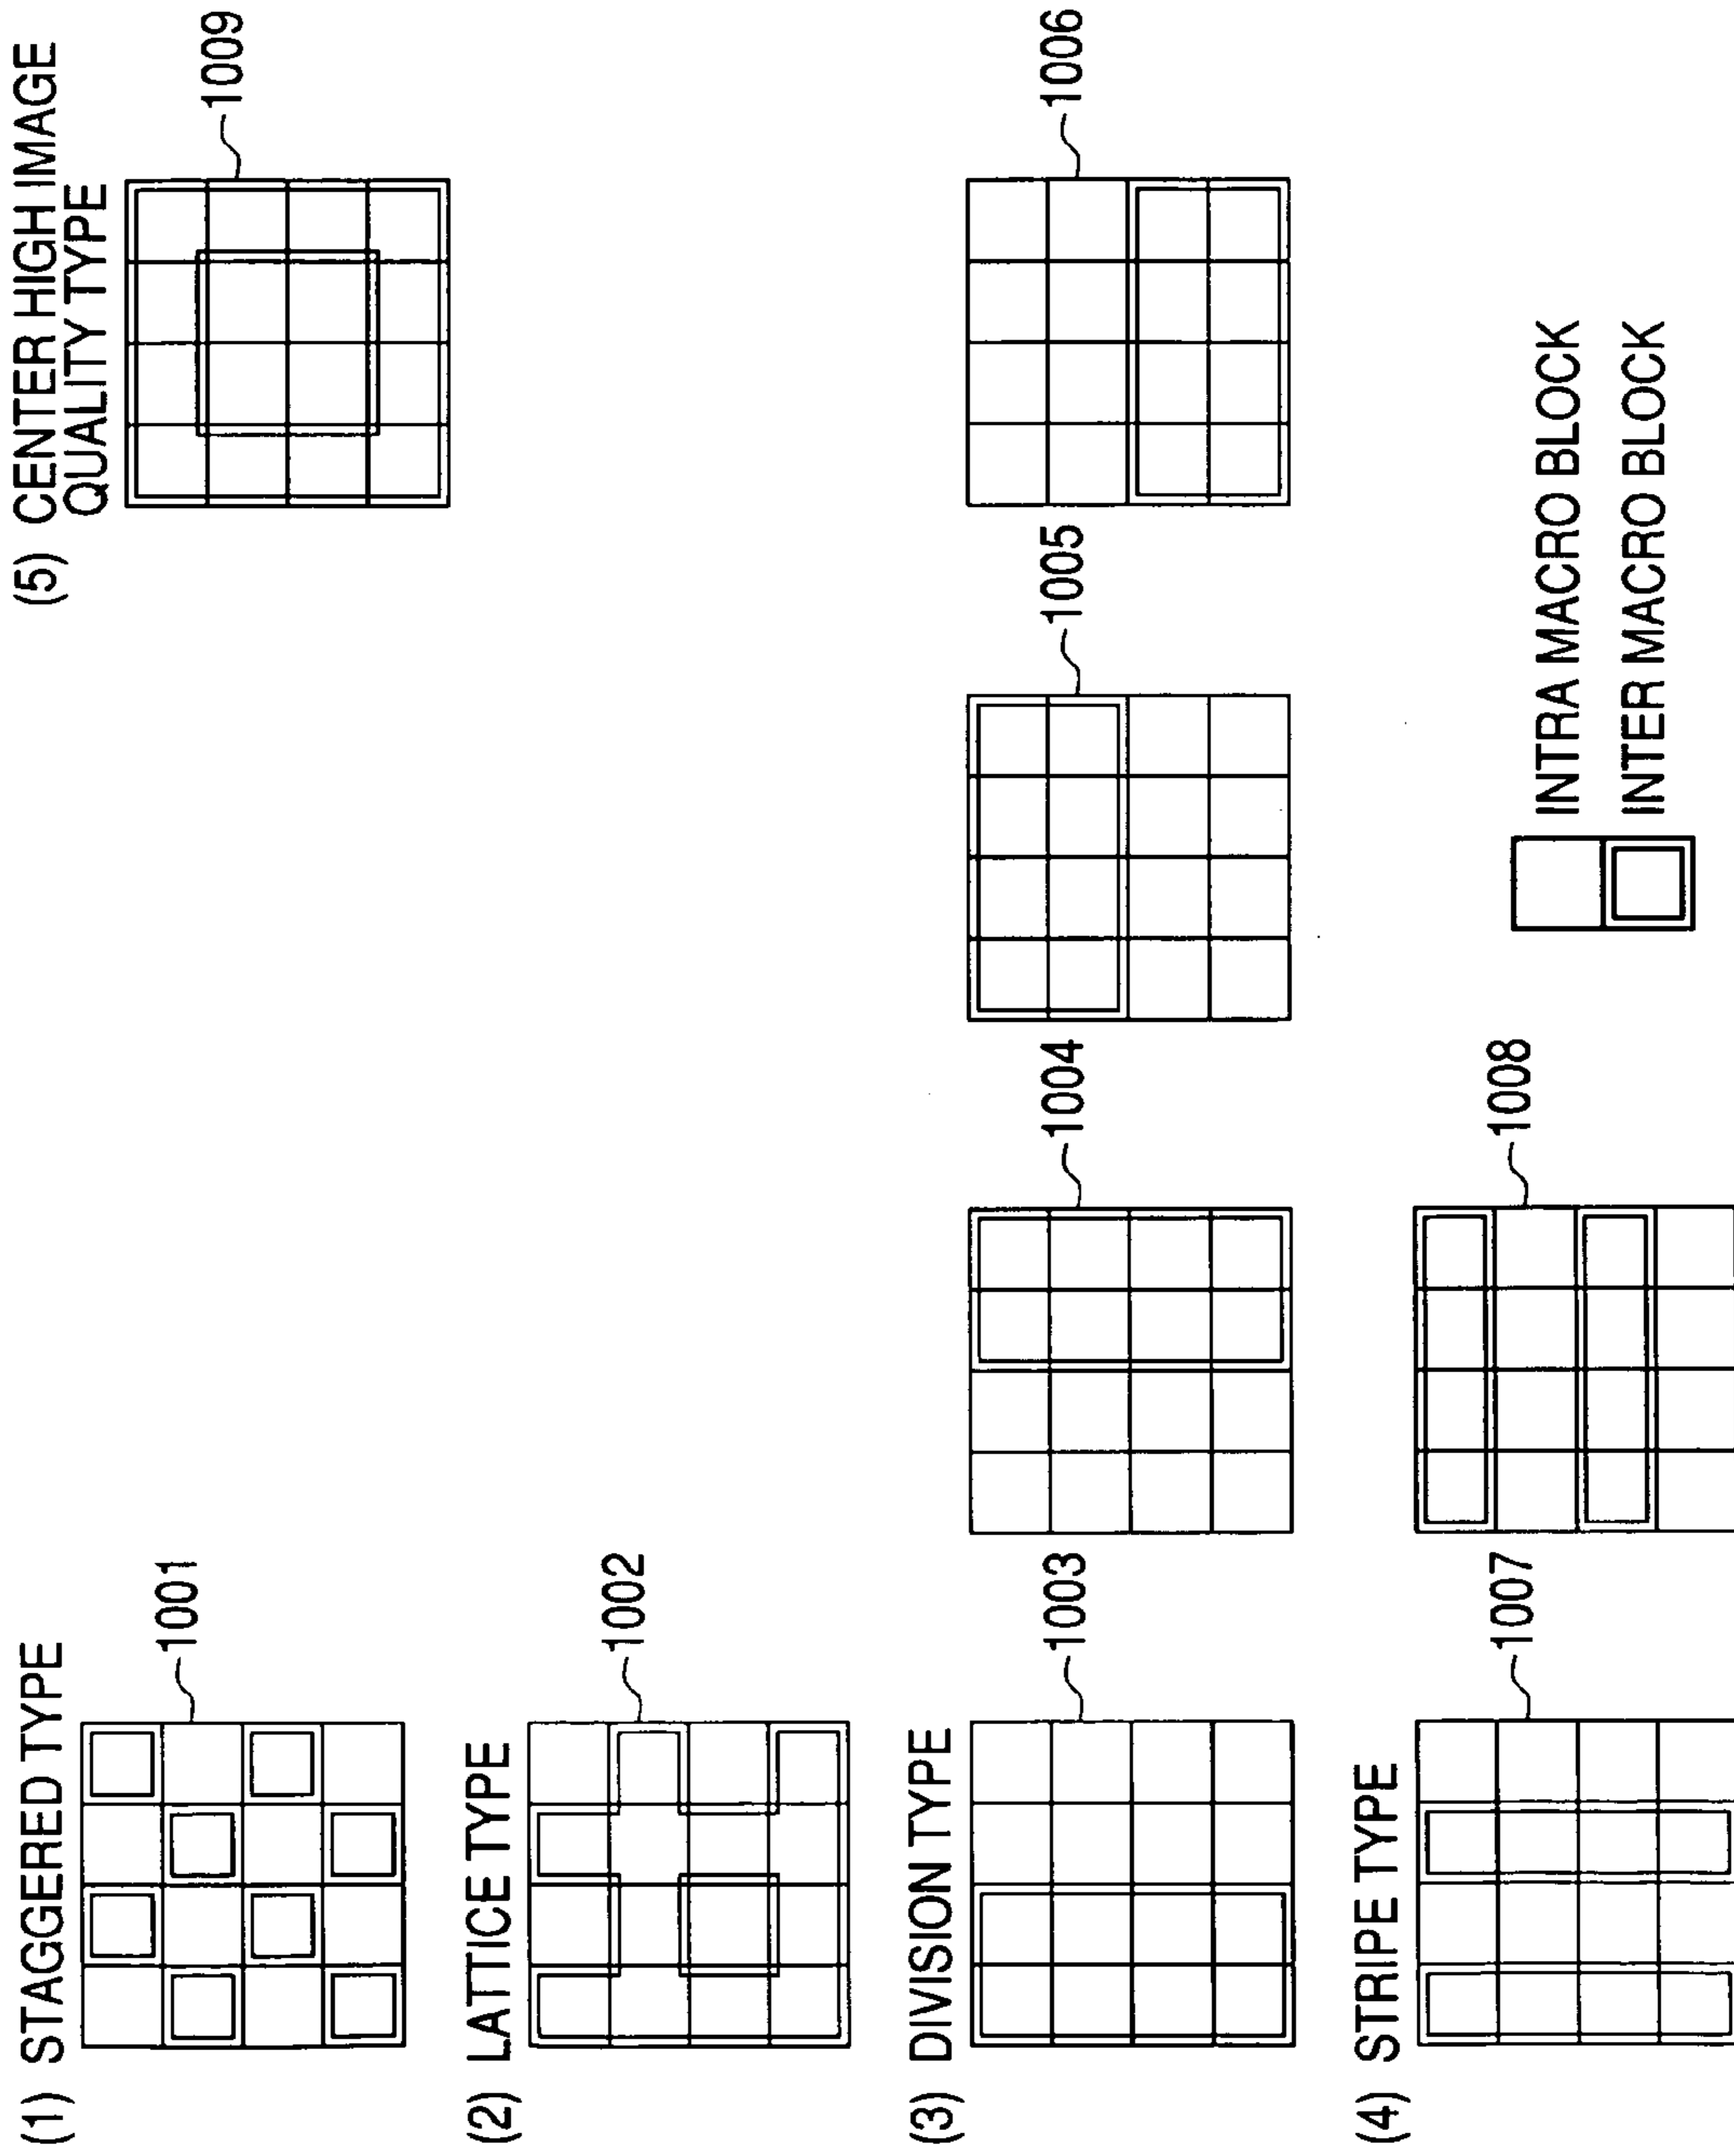 (1) STAGGERED TYPE
1001
(2) LATTICE TYPE
1002
(3) DIVISION TYPE
1003
1004
1005
1006
(4) STRIPE TYPE
1007
1008
(5) CENTER HIGH IMAGE
QUALITY TYPE
1009
INTRA MACRO BLOCK
INTER MACRO BLOCK